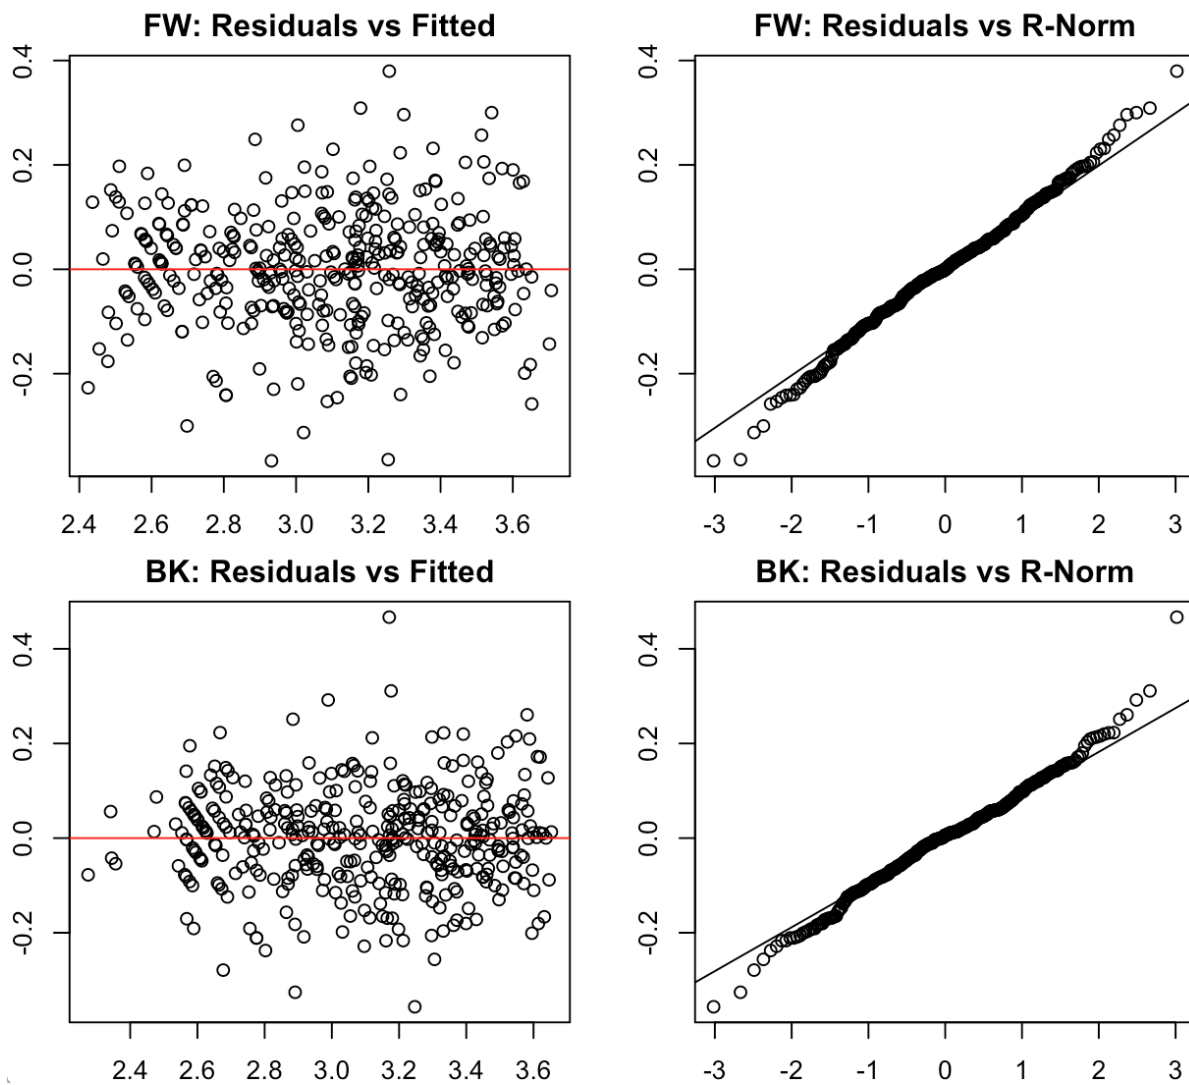 FW: Residuals vs Fitted
0.4
0.2
0.0
-0.2
2.4 2.6 2.8 3.0 3.2 3.4 3.6
FW: Residuals vs R-Norm
0.4
0.2
0.0
-0.2
-3 -2 -1 0 1 2 3
BK: Residuals vs Fitted
0.4
0.2
0.0
-0.2
2.4 2.6 2.8 3.0 3.2 3.4 3.6
BK: Residuals vs R-Norm
0.4
0.2
0.0
-0.2
-3 -2 -1 0 1 2 3